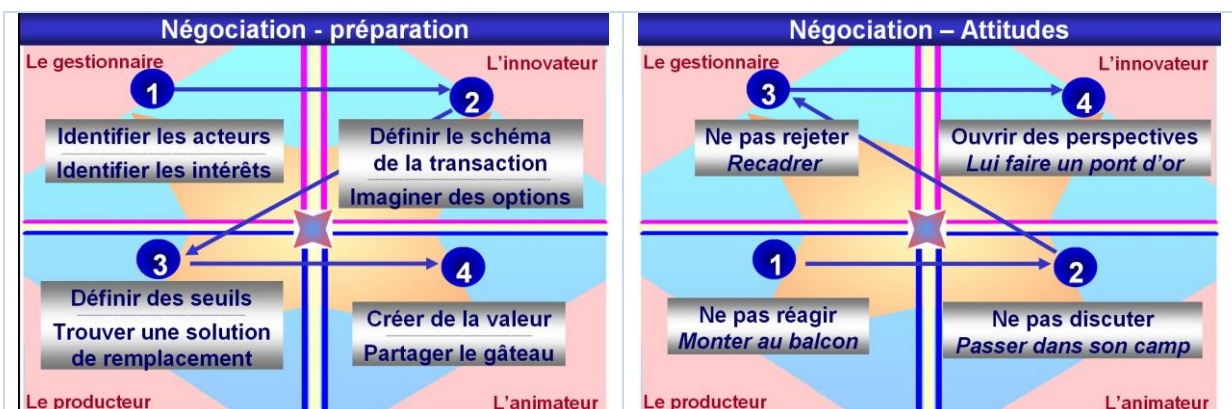 Négociation - préparation
Le gestionnaire
L'innovateur
1
2
Identifier les acteurs
Identifier les intérêts
Définir le schéma
de la transaction
Imaginer des options
3
4
Définir des seuils
Trouver une solution
de remplacement
Créer de la valeur
Partager le gâteau
Le producteur
L'animateur
Négociation – Attitudes
Le gestionnaire
L'innovateur
3
4
Ne pas rejeter
Recadrer
Ouvrir des perspectives
Lui faire un pont d'or
1
2
Ne pas réagir
Monter au balcon
Ne pas discuter
Passer dans son camp
Le producteur
L'animateur